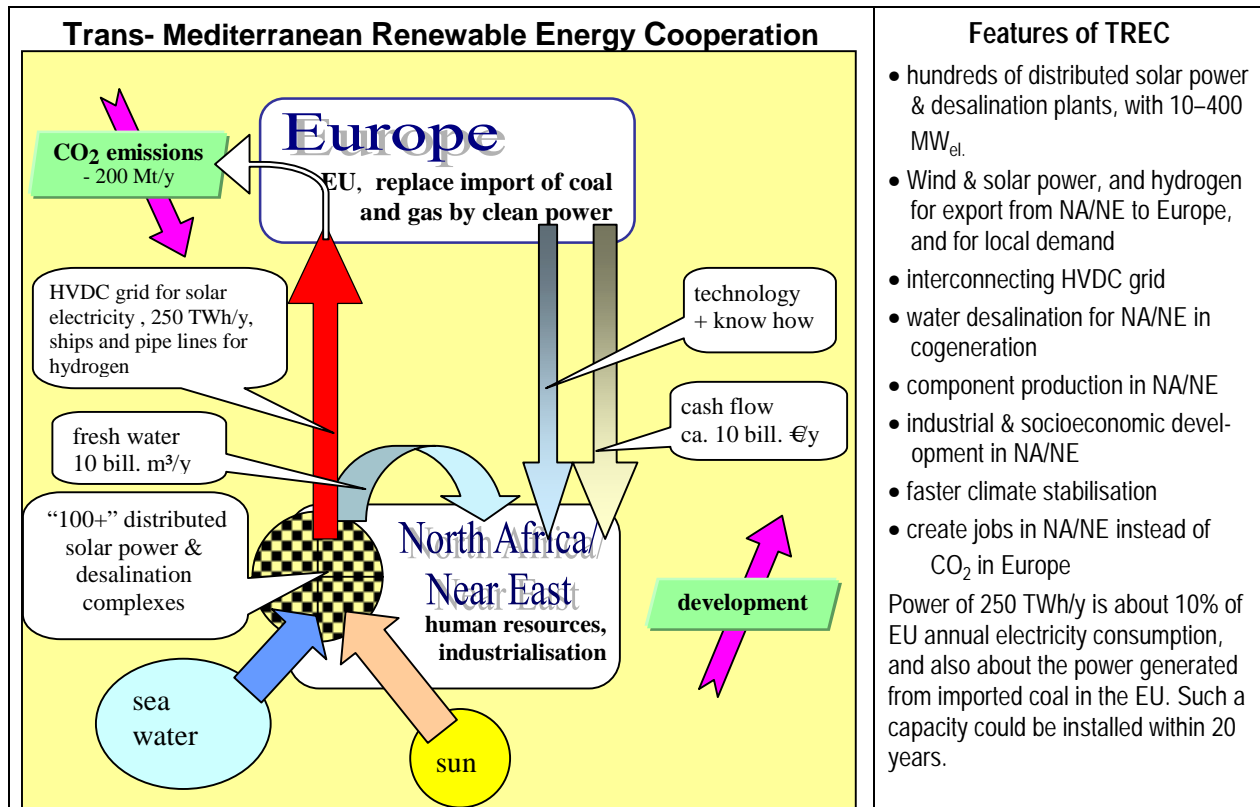 Trans- Mediterranean Renewable Energy Cooperation
CO2 emissions
- 200 Mt/y
Europe
EU, replace import of coal
and gas by clean power
HVDC grid for solar
electricity , 250 TWh/y,
ships and pipe lines for
hydrogen
technology
+ know how
fresh water
10 bill. m³/y
cash flow
ca. 10 bill. €/y
“100+” distributed
solar power &
desalination
complexes
North Africa/
Near East
human resources,
industrialisation
development
sea
water
sun
Features of TREC
• hundreds of distributed solar power
& desalination plants, with 10–400
MWel.
• Wind & solar power, and hydrogen
for export from NA/NE to Europe,
and for local demand
• interconnecting HVDC grid
• water desalination for NA/NE in
cogeneration
• component production in NA/NE
• industrial & socioeconomic devel-
opment in NA/NE
• faster climate stabilisation
• create jobs in NA/NE instead of
CO2 in Europe
Power of 250 TWh/y is about 10% of
EU annual electricity consumption,
and also about the power generated
from imported coal in the EU. Such a
capacity could be installed within 20
years.